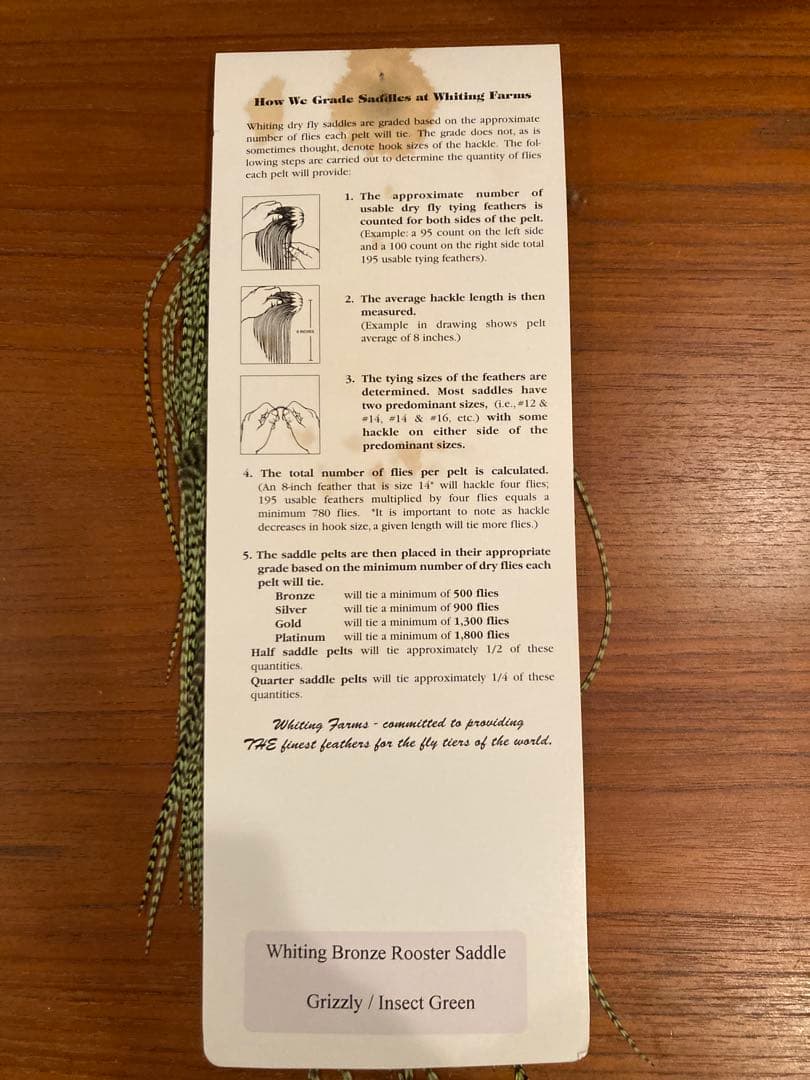 How We Grade Saddles at Whiting Farms
Whiting dry fly saddles are graded based on the approximate
number of flies each pelt will tie. The grade does not, as is
sometimes thought, denote hook sizes of the hackle. The fol-
lowing steps are carried out to determine the quantity of flies
each pelt will provide:
1. The approximate number of
usable dry fly tying feathers is
counted for both sides of the pelt.
(Example: a 95 count on the left side
and a 100 count on the right side total
195 usable tying feathers).
8 INCHES
2. The average hackle length is then
measured.
(Example in drawing shows pelt
average of 8 inches.)
3. The tying sizes of the feathers are
determined. Most saddles have
two predominant sizes, (i.e., #12 &
#14, #14 & #16, etc.) with some
hackle on either side of the
predominant sizes.
4. The total number of flies per pelt is calculated.
(An 8-inch feather that is size 14* will hackle four flies;
195 usable feathers multiplied by four flies equals a
minimum 780 flies. *It is important to note as hackle
decreases in hook size, a given length will tie more flies.)
5. The saddle pelts are then placed in their appropriate
grade based on the minimum number of dry flies each
pelt will tie.
Bronze will tie a minimum of 500 flies
Silver will tie a minimum of 900 flies
Gold will tie a minimum of 1,300 flies
Platinum will tie a minimum of 1,800 flies
Half saddle pelts will tie approximately 1/2 of these
quantities.
Quarter saddle pelts will tie approximately 1/4 of these
quantities.
Whiting Farms - committed to providing
THE finest feathers for the fly tiers of the world.
Whiting Bronze Rooster Saddle
Grizzly / Insect Green